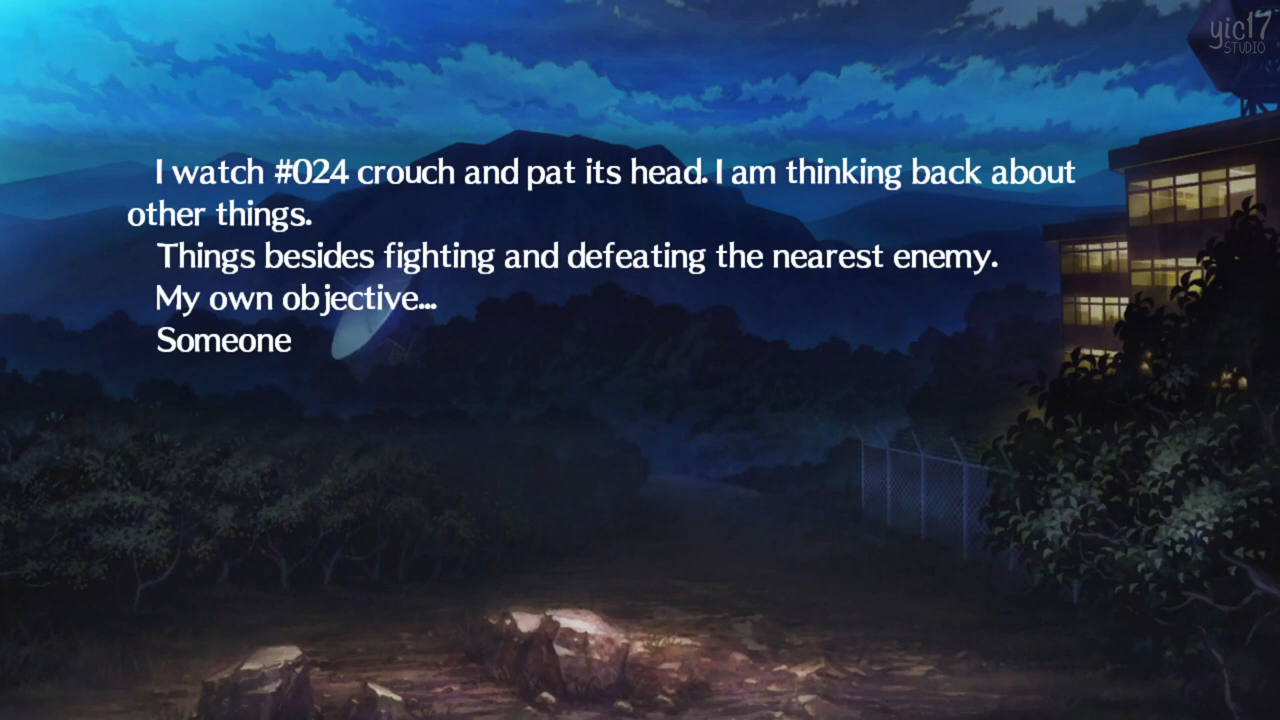 yic17
STUDIO
I watch #024 crouch and pat its head. I am thinking back about
other things.
Things besides fighting and defeating the nearest enemy.
My own objective...
Someone